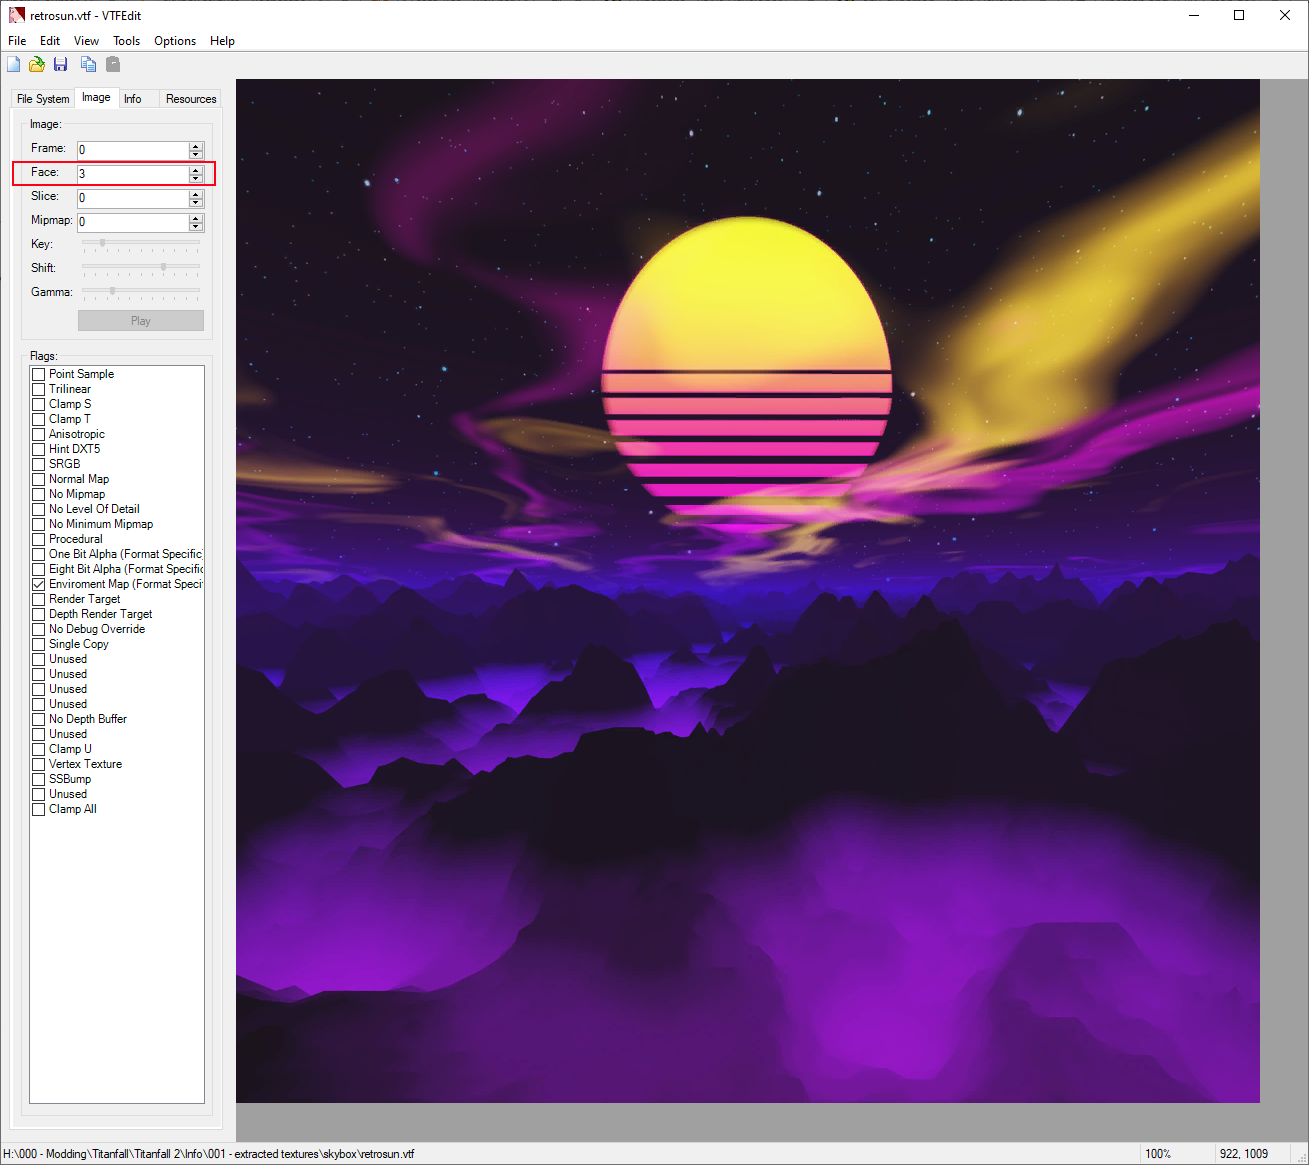 retrosun.vtf - VTFEdit
File Edit View Tools Options Help
File System Image Info Resources
Image:
Frame: 0
Face: 3
Slice: 0
Mipmap: 0
Key:
Shift:
Gamma:
Play
Flags:
Point Sample
Trilinear
Clamp S
Clamp T
Anisotropic
Hint DXT5
SRGB
Normal Map
No Mipmap
No Level Of Detail
No Minimum Mipmap
Procedural
One Bit Alpha (Format Specific)
Eight Bit Alpha (Format Specific
Enviroment Map (Format Speci
Render Target
Depth Render Target
No Debug Override
Single Copy
Unused
Unused
Unused
Unused
No Depth Buffer
Unused
Clamp U
Vertex Texture
SSBump
Unused
Clamp All
H:\000 - Modding\Titanfall\Titanfall 2\Info\001 - extracted textures\skybox\retrosun.vtf 100% 922, 1009